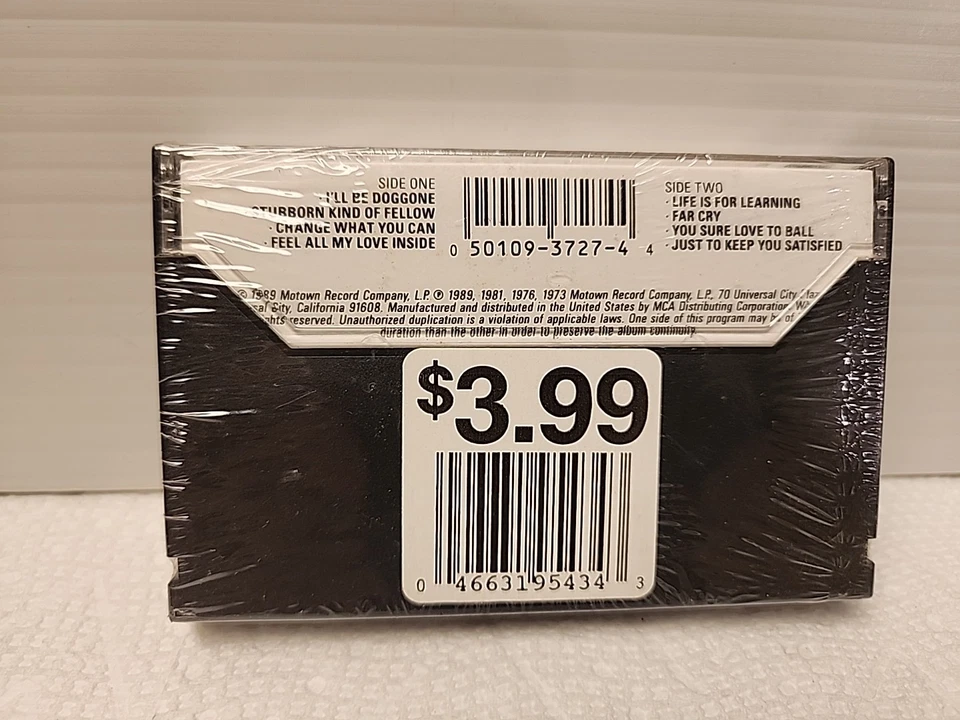 SIDE ONE
I'LL BE DOGGONE
STUBBORN KIND OF FELLOW
· CHANGE WHAT YOU CAN
· FEEL ALL MY LOVE INSIDE
0 50109-3727-4 4
SIDE TWO
· LIFE IS FOR LEARNING
· FAR CRY
· YOU SURE LOVE TO BALL
· JUST TO KEEP YOU SATISFIED
© 1989 Motown Record Company, L.P. ℗ 1989, 1981, 1976, 1973 Motown Record Company, L.P., 70 Universal City
City, California 91608. Manufactured and distributed in the United States by MCA Distributing Corporation,
reserved. Unauthorized duplication is a violation of applicable laws. One side of this program may be of
duration than the other in order to preserve the album continuity.
$3.99
0 4663195434 3